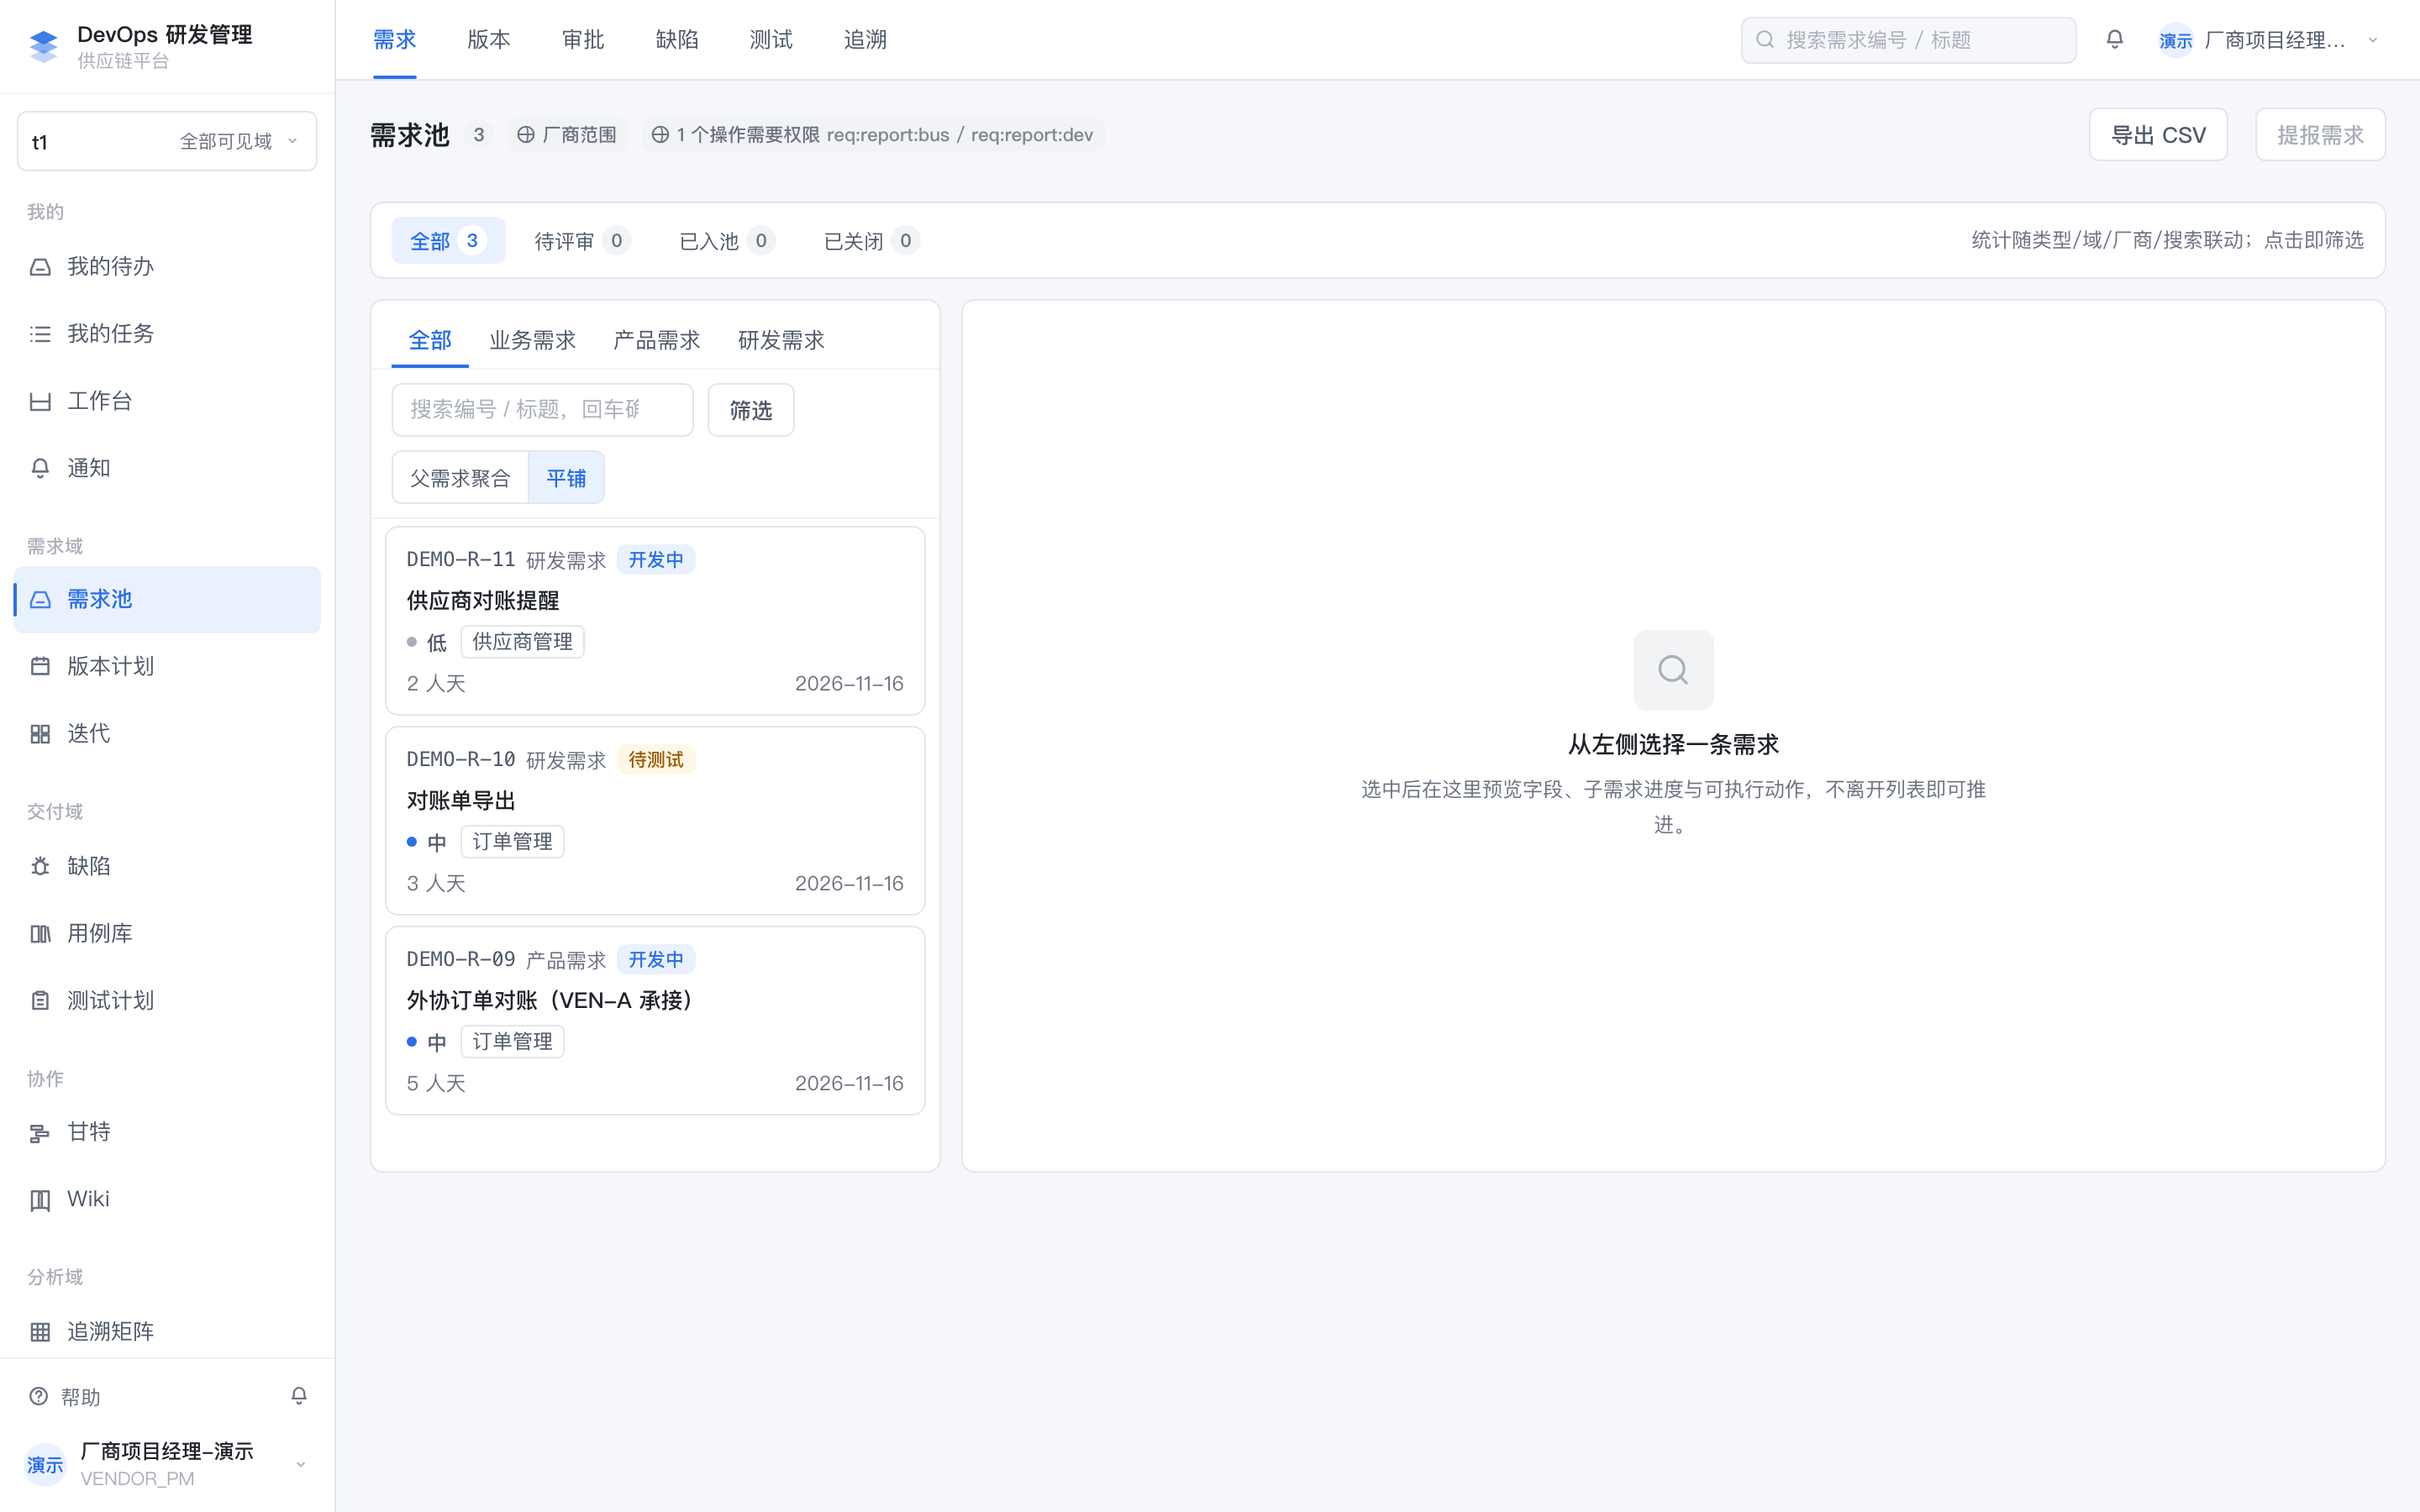 DevOps 研发管理
供应链平台
t1 全部可见域
我的
我的待办
我的任务
工作台
通知
需求域
需求池
版本计划
迭代
交付域
缺陷
用例库
测试计划
协作
甘特
Wiki
分析域
追溯矩阵
帮助
演示 厂商项目经理-演示
VENDOR_PM
需求 版本 审批 缺陷 测试 追溯
搜索需求编号 / 标题
演示 厂商项目经理...
需求池 3 厂商范围 1 个操作需要权限 req:report:bus / req:report:dev
导出 CSV 提报需求
全部 3 待评审 0 已入池 0 已关闭 0
统计随类型/域/厂商/搜索联动；点击即筛选
全部 业务需求 产品需求 研发需求
搜索编号 / 标题，回车 筛选
父需求聚合 平铺
DEMO-R-11 研发需求 开发中
供应商对账提醒
低 供应商管理
2 人天 2026-11-16
DEMO-R-10 研发需求 待测试
对账单导出
中 订单管理
3 人天 2026-11-16
DEMO-R-09 产品需求 开发中
外协订单对账（VEN-A 承接）
中 订单管理
5 人天 2026-11-16
从左侧选择一条需求
选中后在这里预览字段、子需求进度与可执行动作，不离开列表即可推
进。